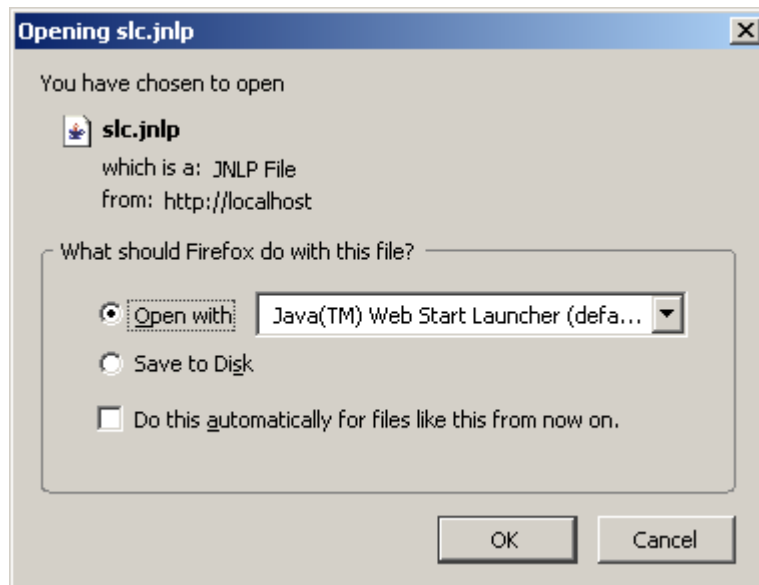 Opening slc.jnlp
You have chosen to open
slc.jnlp
which is a: JNLP File
from: http://localhost
What should Firefox do with this file?
Open with Java(TM) Web Start Launcher (defa...
Save to Disk
Do this automatically for files like this from now on.
OK Cancel